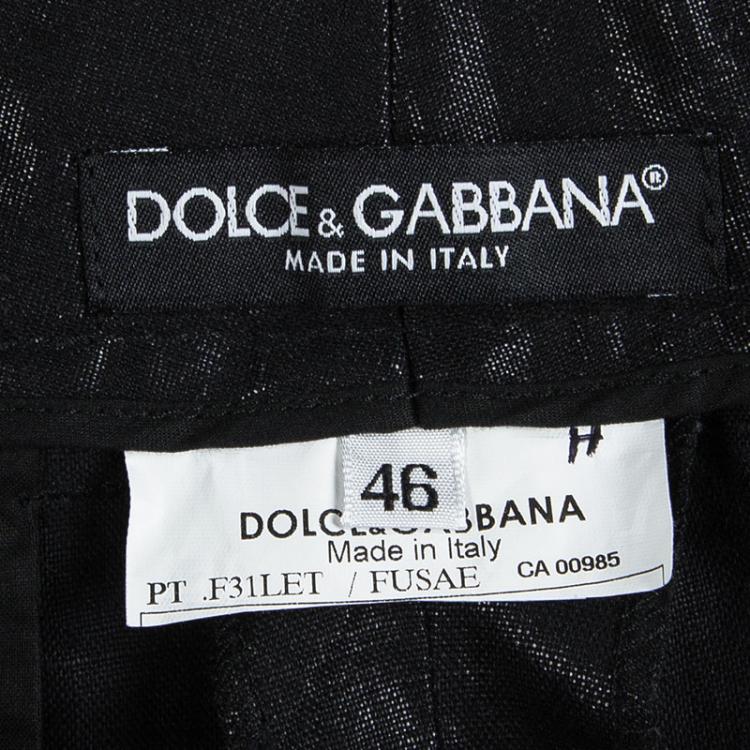 DOLCE & GABBANA®
MADE IN ITALY
H
46
DOLCE&GABBANA
Made in Italy
PT .F31LET / FUSAE CA 00985